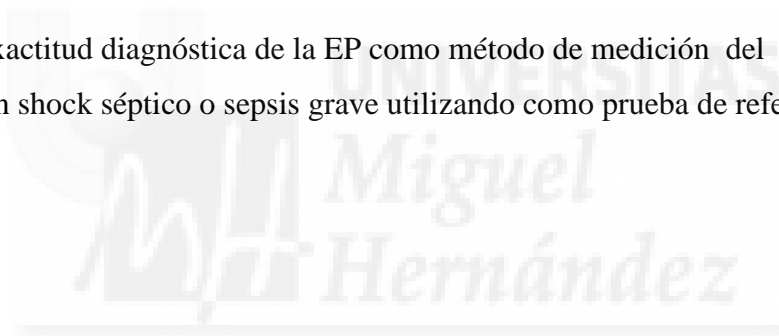 xactitud diagnóstica de la EP como método de medición del
n shock séptico o sepsis grave utilizando como prueba de refe
UNIVERSITAS
Miguel
Hernández